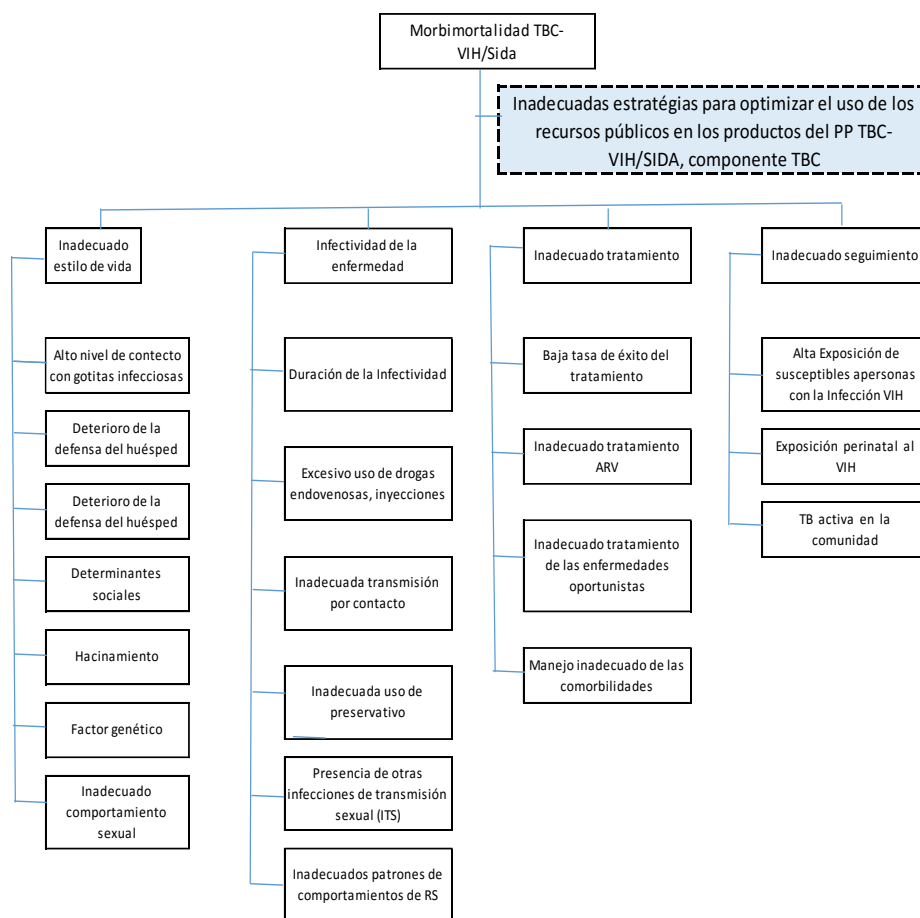 Morbimortalidad TBC-
VIH/Sida
Inadecuadas estratégias para optimizar el uso de los
recursos públicos en los productos del PP TBC-
VIH/SIDA, componente TBC
Inadecuado
estilo de vida
Alto nivel de contecto
con gotitas infecciosas
Deterioro de la
defensa del huésped
Deterioro de la
defensa del huésped
Determinantes
sociales
Hacinamiento
Factor genético
Inadecuado
comportamiento
sexual
Infectividad de la
enfermedad
Duración de la Infectividad
Excesivo uso de drogas
endovenosas, inyecciones
Inadecuada transmisión
por contacto
Inadecuada uso de
preservativo
Presencia de otras
infecciones de transmisión
sexual (ITS)
Inadecuados patrones de
comportamientos de RS
Inadecuado tratamiento
Baja tasa de éxito del
tratamiento
Inadecuado tratamiento
ARV
Inadecuado tratamiento
de las enfermedades
oportunistas
Manejo inadecuado de las
comorbilidades
Inadecuado seguimiento
Alta Exposición de
susceptibles apersonas
con la Infección VIH
Exposición perinatal al
VIH
TB activa en la
comunidad